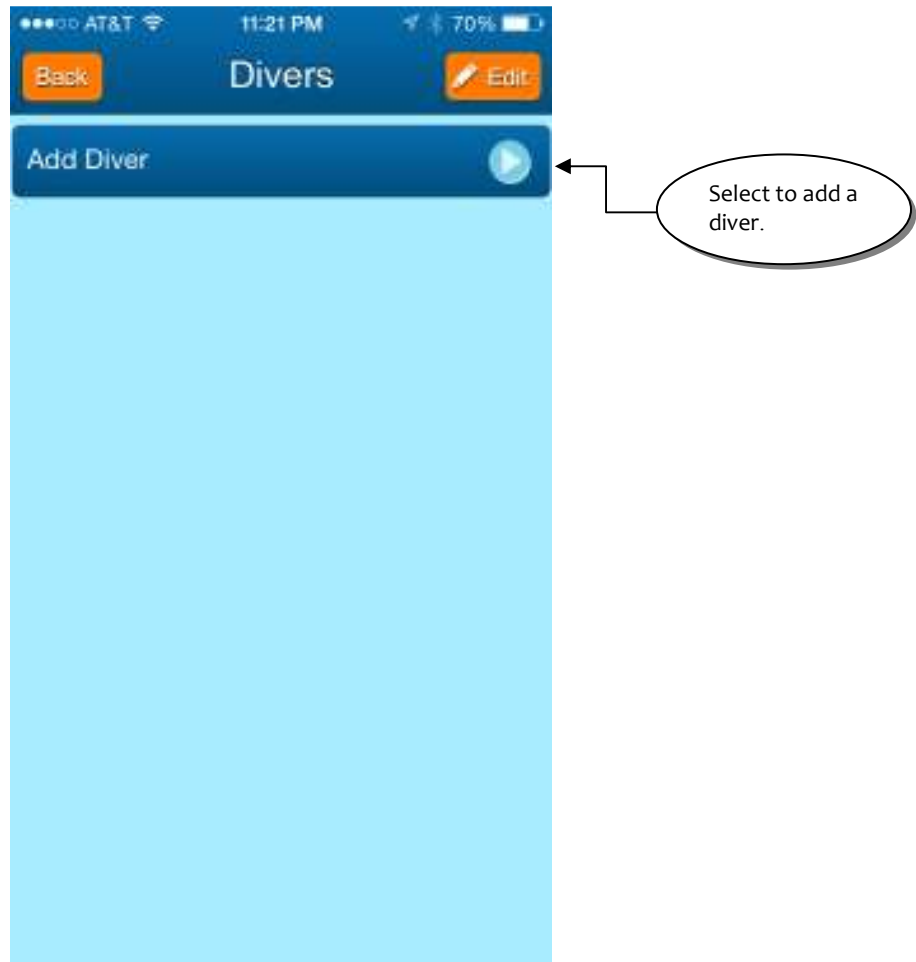 AT&T 11:21 PM 70%
Back Divers Edit
Add Diver
Select to add a
diver.